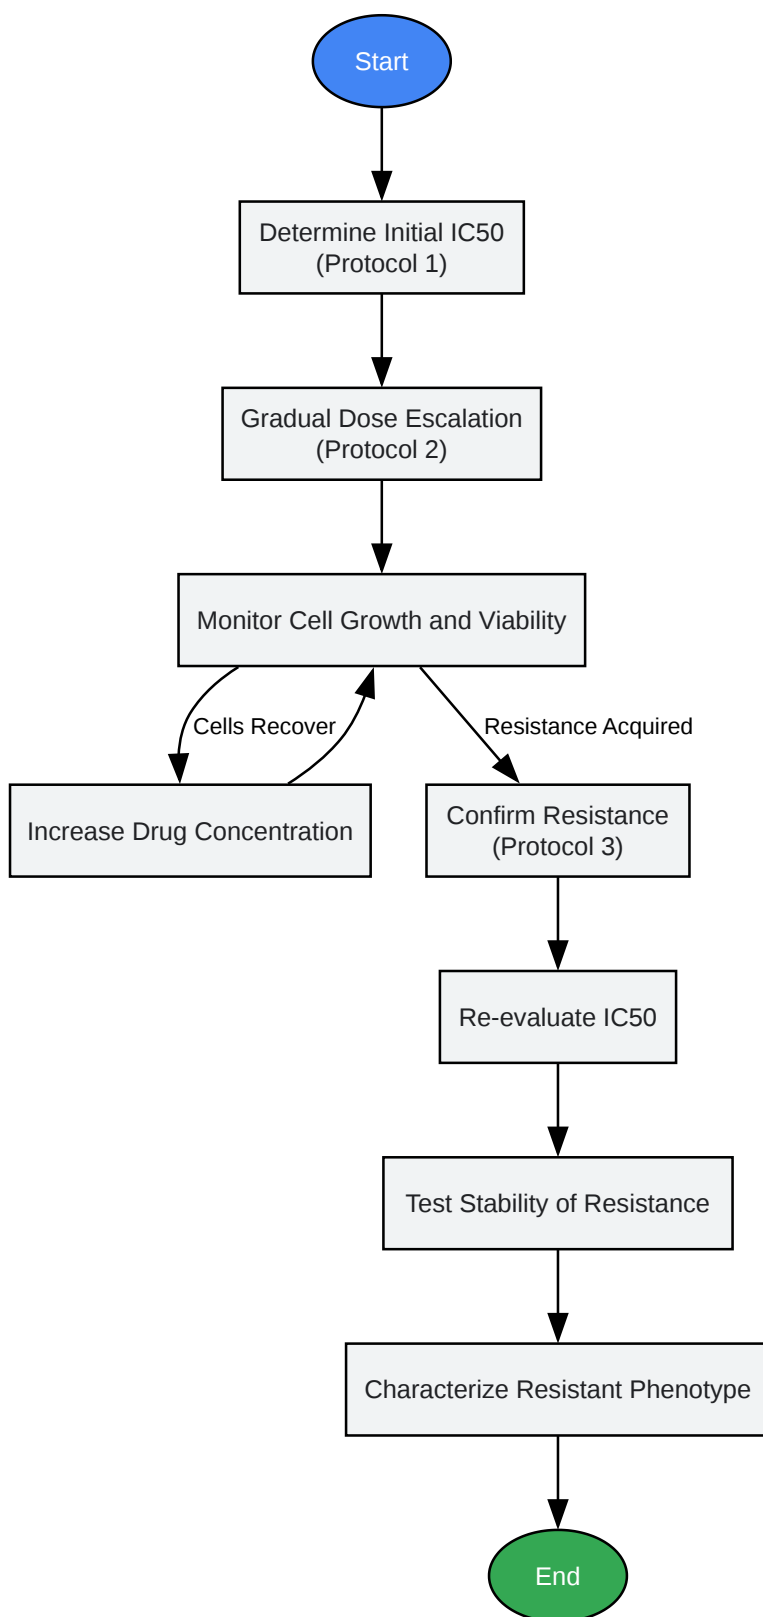 Start
Determine Initial IC50
(Protocol 1)
Gradual Dose Escalation
(Protocol 2)
Monitor Cell Growth and Viability
Cells Recover
Resistance Acquired
Increase Drug Concentration
Confirm Resistance
(Protocol 3)
Re-evaluate IC50
Test Stability of Resistance
Characterize Resistant Phenotype
End